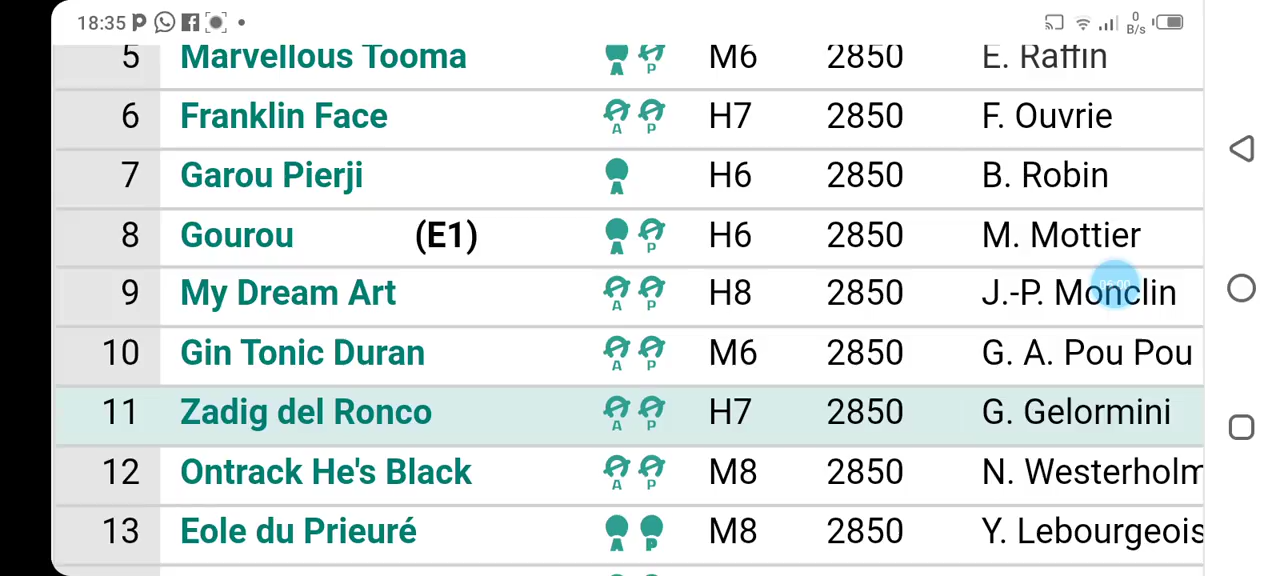 18:35
0 B/s
5 Marvellous Tooma A P M6 2850 E. Raffin
6 Franklin Face A P H7 2850 F. Ouvrie
7 Garou Pierji A H6 2850 B. Robin
8 Gourou (E1) A P H6 2850 M. Mottier
06:00
9 My Dream Art A P H8 2850 J.-P. Monclin
10 Gin Tonic Duran A P M6 2850 G. A. Pou Pou
11 Zadig del Ronco A P H7 2850 G. Gelormini
12 Ontrack He's Black A P M8 2850 N. Westerholm
13 Eole du Prieuré A P M8 2850 Y. Lebourgeois